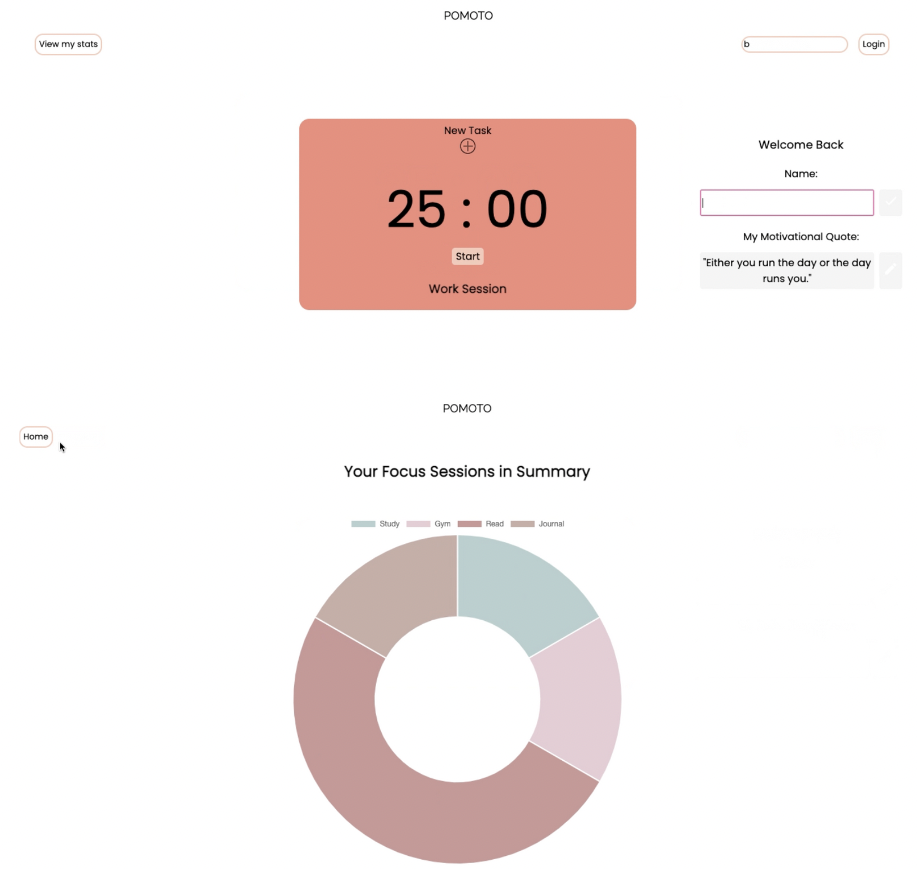 POMOTO
View my stats
b
Login
New Task
25 : 00
Start
Work Session
Welcome Back
Name:
My Motivational Quote:
"Either you run the day or the day
runs you."
POMOTO
Home
Your Focus Sessions in Summary
Study Gym Read Journal